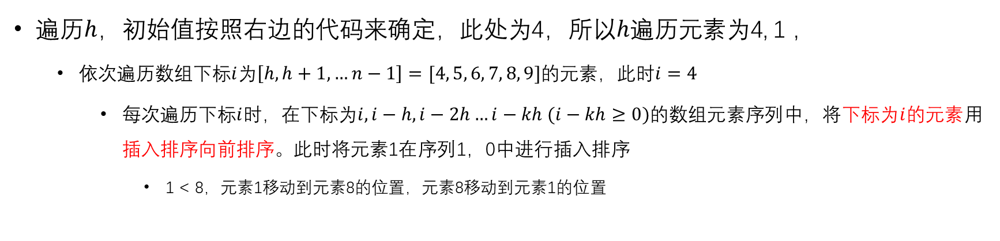 • 遍历h，初始值按照右边的代码来确定，此处为4，所以h遍历元素为4, 1 ,
• 依次遍历数组下标i为[h, h + 1, … n − 1] = [4, 5, 6, 7, 8, 9]的元素，此时i = 4
• 每次遍历下标i时，在下标为i, i − h, i − 2h … i − kh (i − kh ≥ 0)的数组元素序列中，将下标为i的元素用
插入排序向前排序。此时将元素1在序列1，0中进行插入排序
• 1 < 8，元素1移动到元素8的位置，元素8移动到元素1的位置